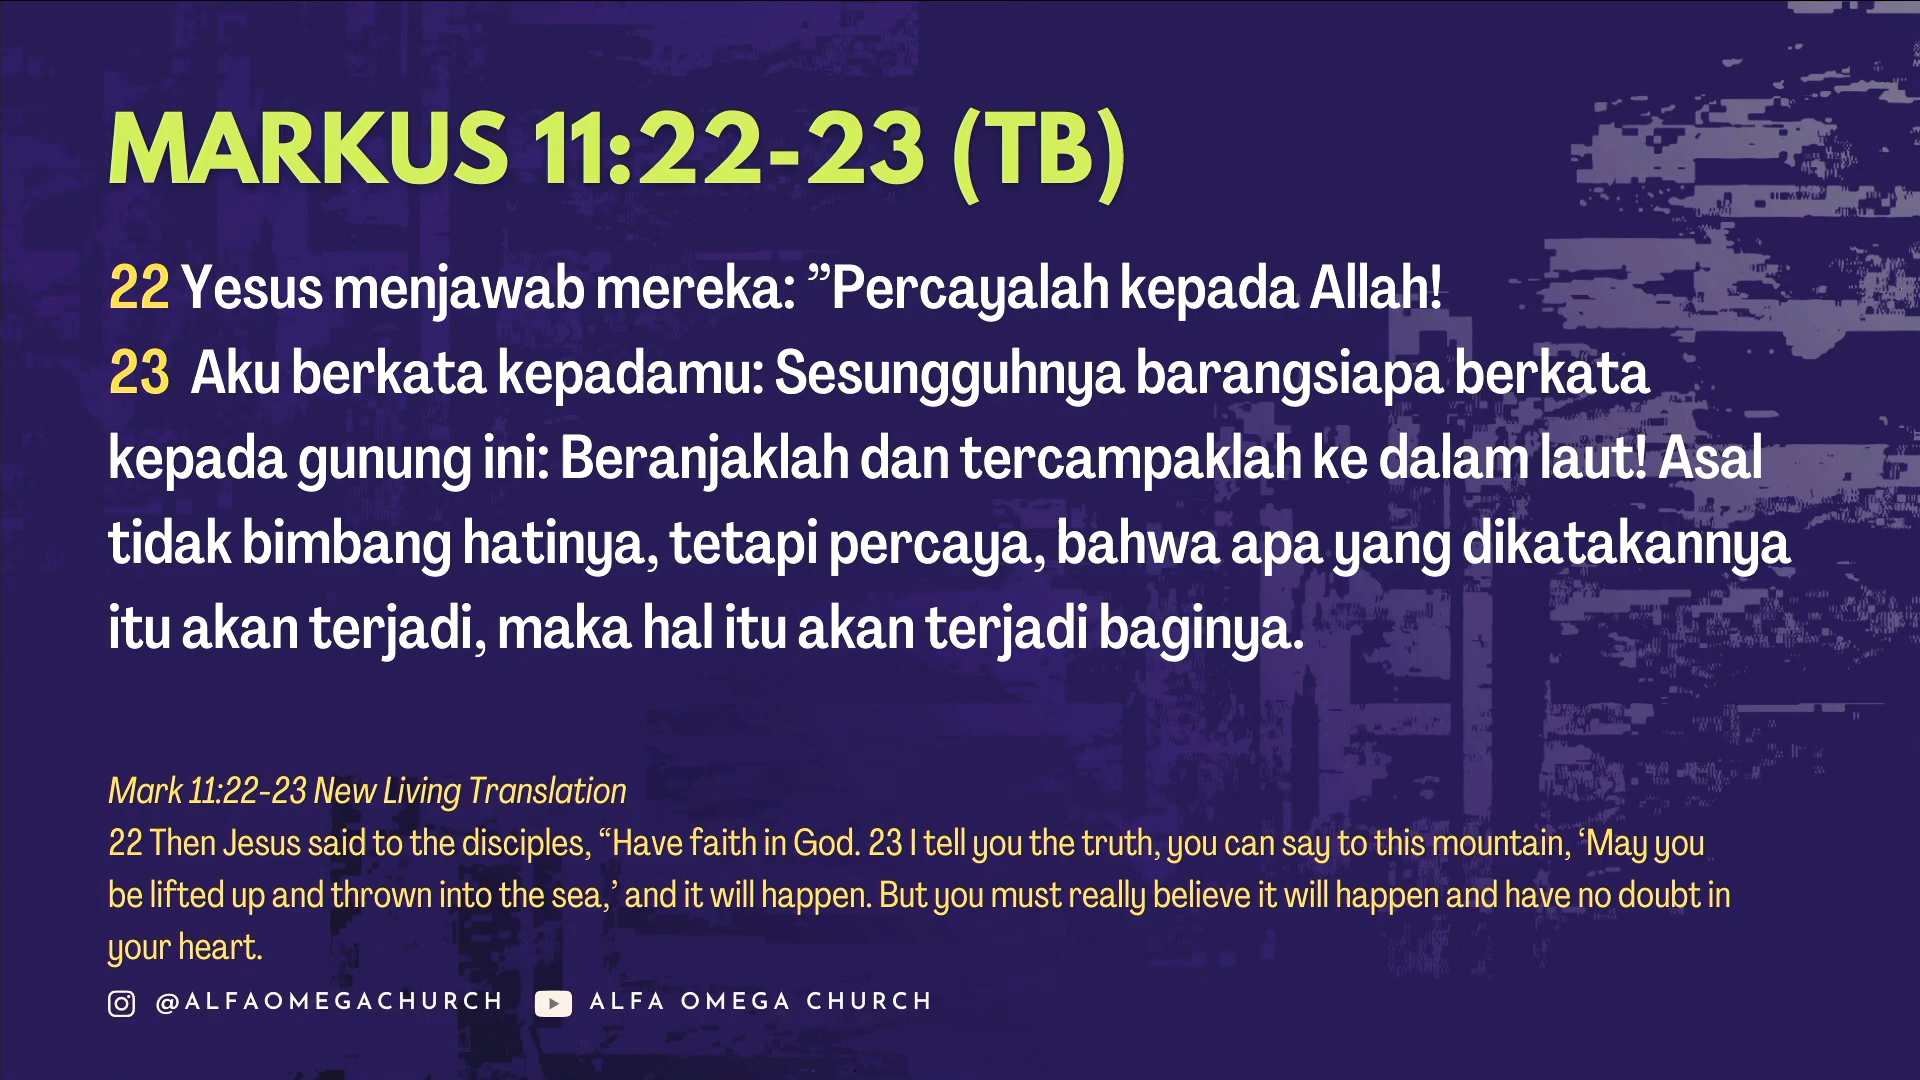 MARKUS 11:22-23 (TB)
22 Yesus menjawab mereka: ”Percayalah kepada Allah!
23 Aku berkata kepadamu: Sesungguhnya barangsiapa berkata
kepada gunung ini: Beranjaklah dan tercampaklah ke dalam laut! Asal
tidak bimbang hatinya, tetapi percaya, bahwa apa yang dikatakannya
itu akan terjadi, maka hal itu akan terjadi baginya.
Mark 11:22-23 New Living Translation
22 Then Jesus said to the disciples, “Have faith in God. 23 I tell you the truth, you can say to this mountain, ‘May you
be lifted up and thrown into the sea,’ and it will happen. But you must really believe it will happen and have no doubt in
your heart.
@ALFAOMEGACHURCH ALFA OMEGA CHURCH